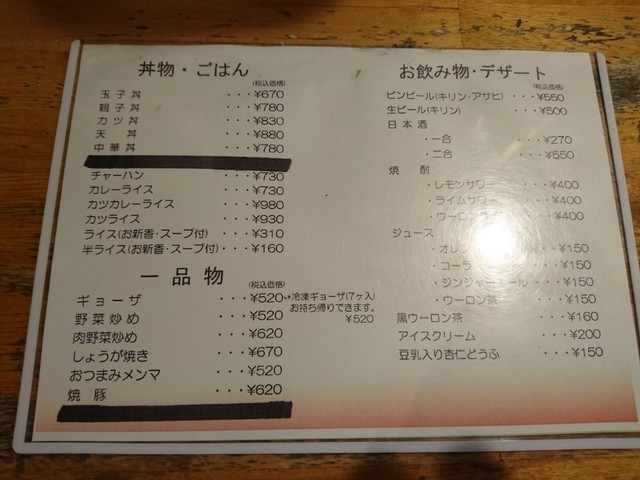 丼物・ごはん
(税込価格)
玉子丼 ・・・¥670
親子丼 ・・・¥780
カツ丼 ・・・¥830
天丼 ・・・¥880
中華丼 ・・・¥780
チャーハン ・・・¥730
カレーライス ・・・¥730
カツカレーライス ・・・¥980
カツライス ・・・¥930
ライス(お新香・スープ付)・・・¥310
半ライス(お新香・スープ付)・・・¥160
一品物
(税込価格)
ギョーザ ・・・¥520
*冷凍ギョーザ(7ヶ入)
お持ち帰りできます。
¥520
野菜炒め ・・・¥520
肉野菜炒め ・・・¥620
しょうが焼き ・・・¥670
おつまみメンマ ・・・¥520
焼豚 ・・・¥620
お飲み物・デザート
(税込価格)
ビンビール(キリン・アサヒ) ・・・¥550
生ビール(キリン) ・・・¥500
日本酒
・一合 ・・・¥270
・二合 ・・・¥550
焼酎
・レモンサワー ・・・¥400
・ライムサワー ・・・¥400
・ウーロン ・・・¥400
ジュース
・オレ ・・・¥150
・コーラ ・・・¥150
・ジンジャーエール ・・・¥150
・ウーロン茶 ・・・¥150
黒ウーロン茶 ・・・¥160
アイスクリーム ・・・¥200
豆乳入り杏仁どうふ ・・・¥150